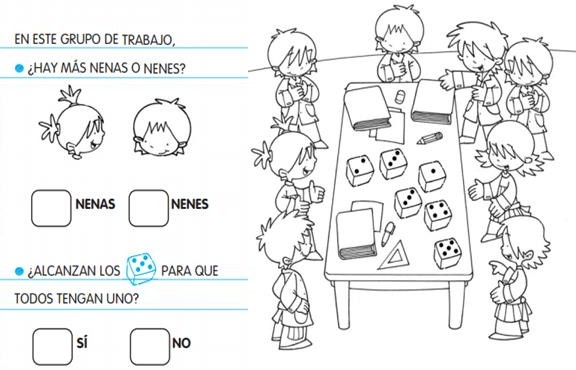 EN ESTE GRUPO DE TRABAJO,
● ¿HAY MÁS NENAS O NENES?
NENAS NENES
● ¿ALCANZAN LOS PARA QUE
TODOS TENGAN UNO?
SÍ NO